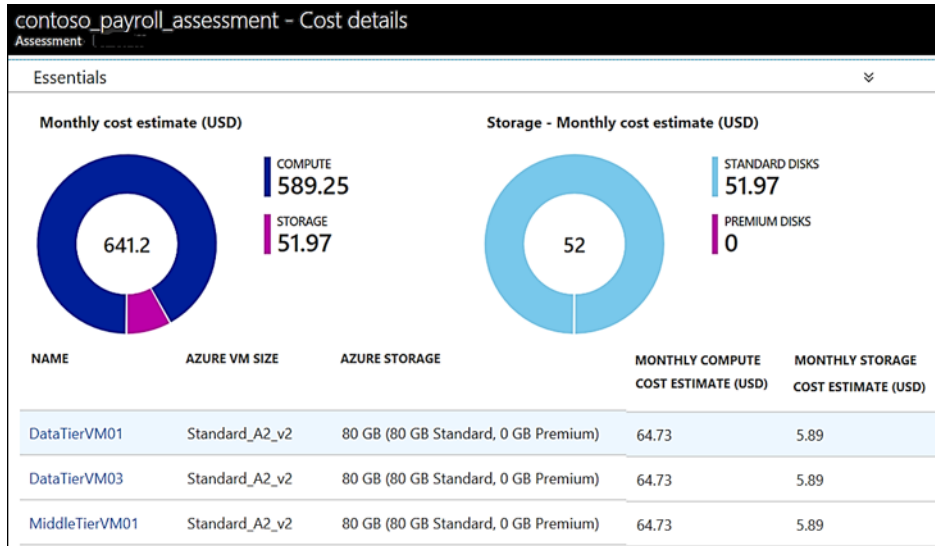 contoso_payroll_assessment - Cost details
Assessment
Essentials
Monthly cost estimate (USD)
641.2
COMPUTE
589.25
STORAGE
51.97
Storage - Monthly cost estimate (USD)
52
STANDARD DISKS
51.97
PREMIUM DISKS
0
NAME AZURE VM SIZE AZURE STORAGE MONTHLY COMPUTE COST ESTIMATE (USD) MONTHLY STORAGE COST ESTIMATE (USD)
DataTierVM01 Standard_A2_v2 80 GB (80 GB Standard, 0 GB Premium) 64.73 5.89
DataTierVM03 Standard_A2_v2 80 GB (80 GB Standard, 0 GB Premium) 64.73 5.89
MiddleTierVM01 Standard_A2_v2 80 GB (80 GB Standard, 0 GB Premium) 64.73 5.89